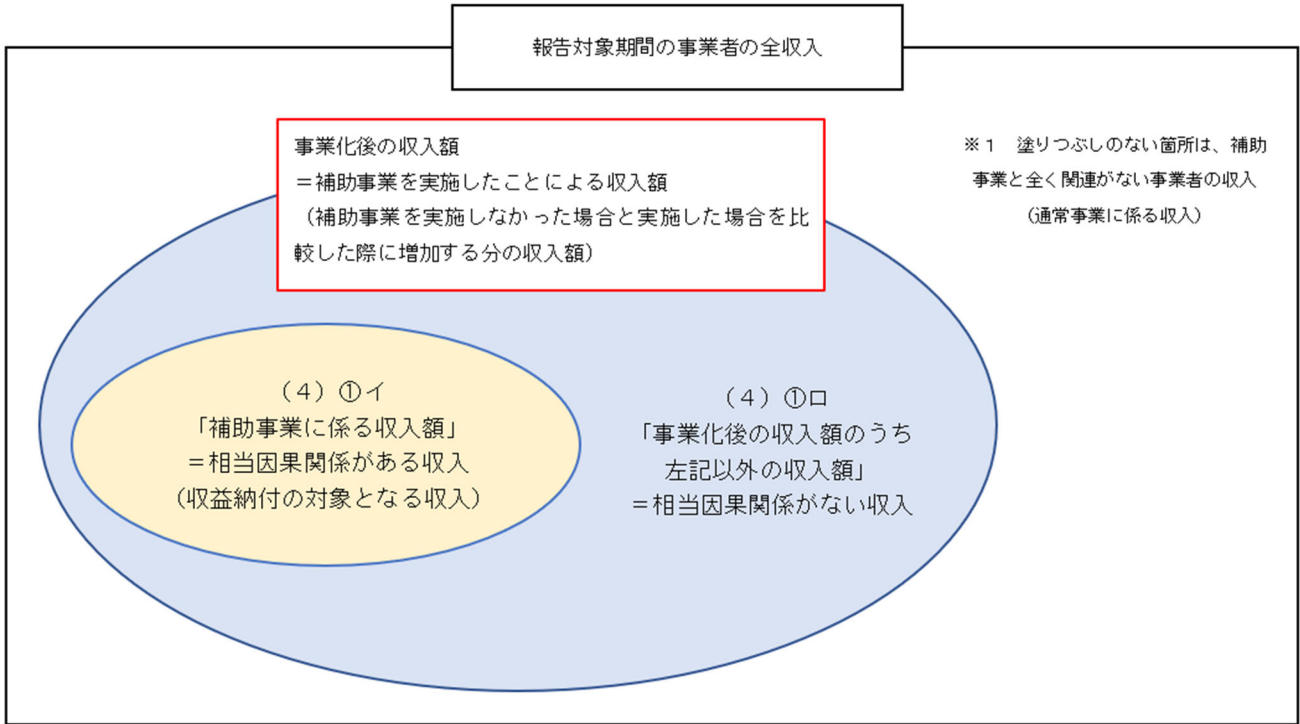 報告対象期間の事業者の全収入
事業化後の収入額
＝補助事業を実施したことによる収入額
（補助事業を実施しなかった場合と実施した場合を比
較した際に増加する分の収入額）
※１　塗りつぶしのない箇所は、補助
事業と全く関連がない事業者の収入
（通常事業に係る収入）
（４）①イ
「補助事業に係る収入額」
＝相当因果関係がある収入
（収益納付の対象となる収入）
（４）①ロ
「事業化後の収入額のうち
左記以外の収入額」
＝相当因果関係がない収入